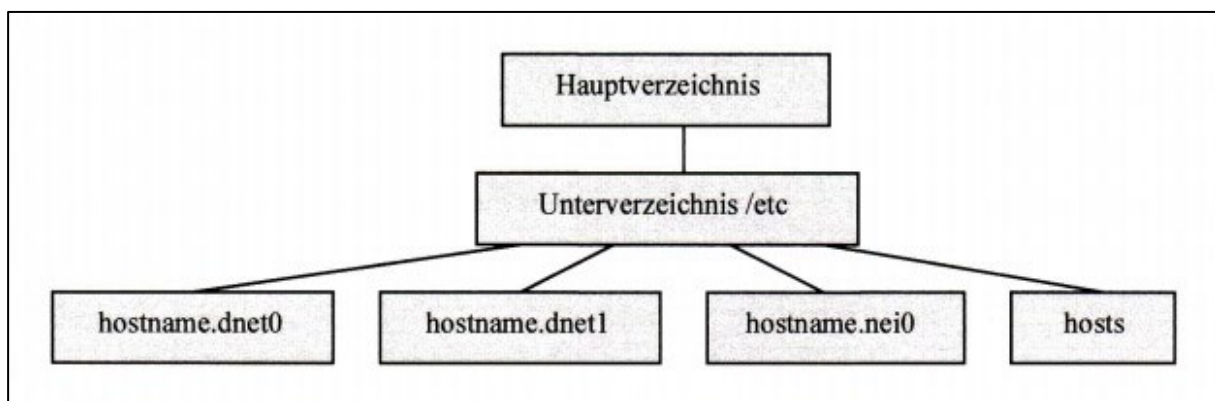 Hauptverzeichnis
Unterverzeichnis /etc
hostname.dnet0
hostname.dnet1
hostname.nei0
hosts